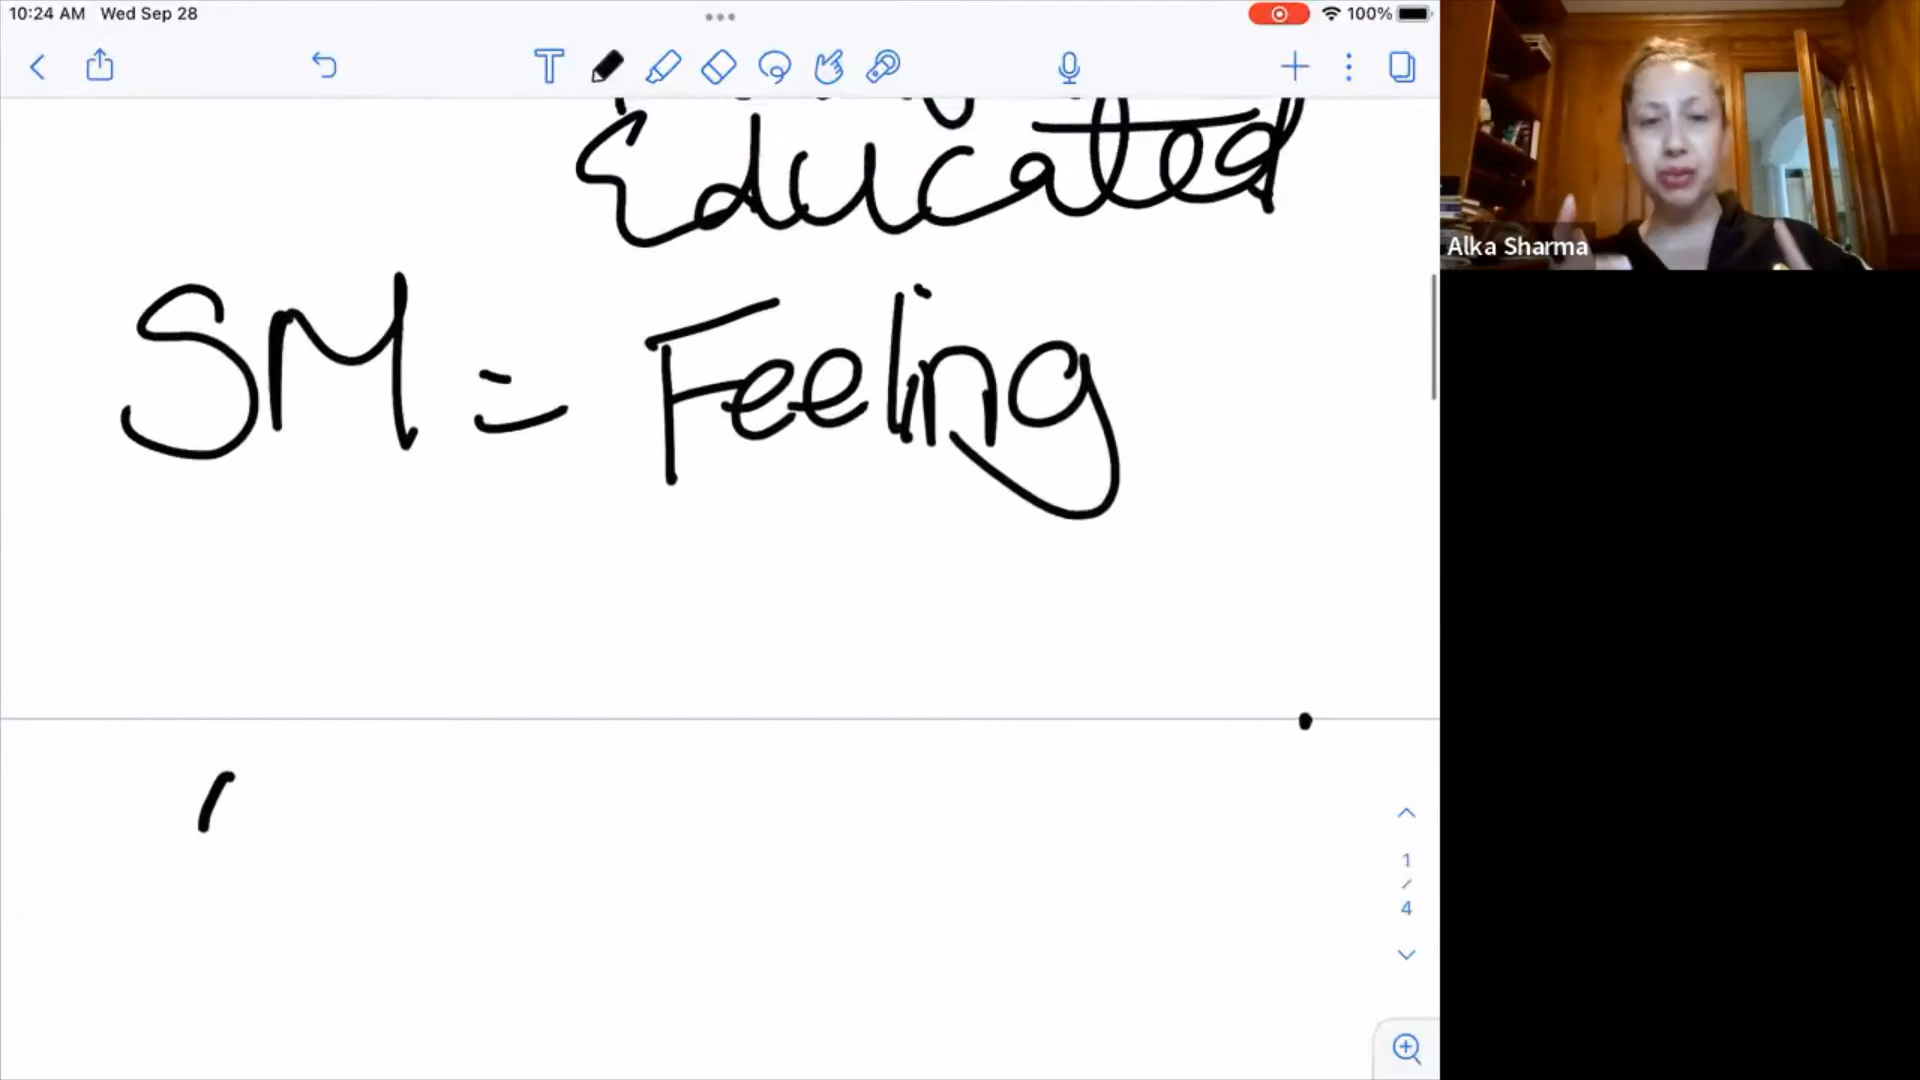 10:24 AM Wed Sep 28
100%
T
Educated
SM = Feeling
Alka Sharma
1
/
4